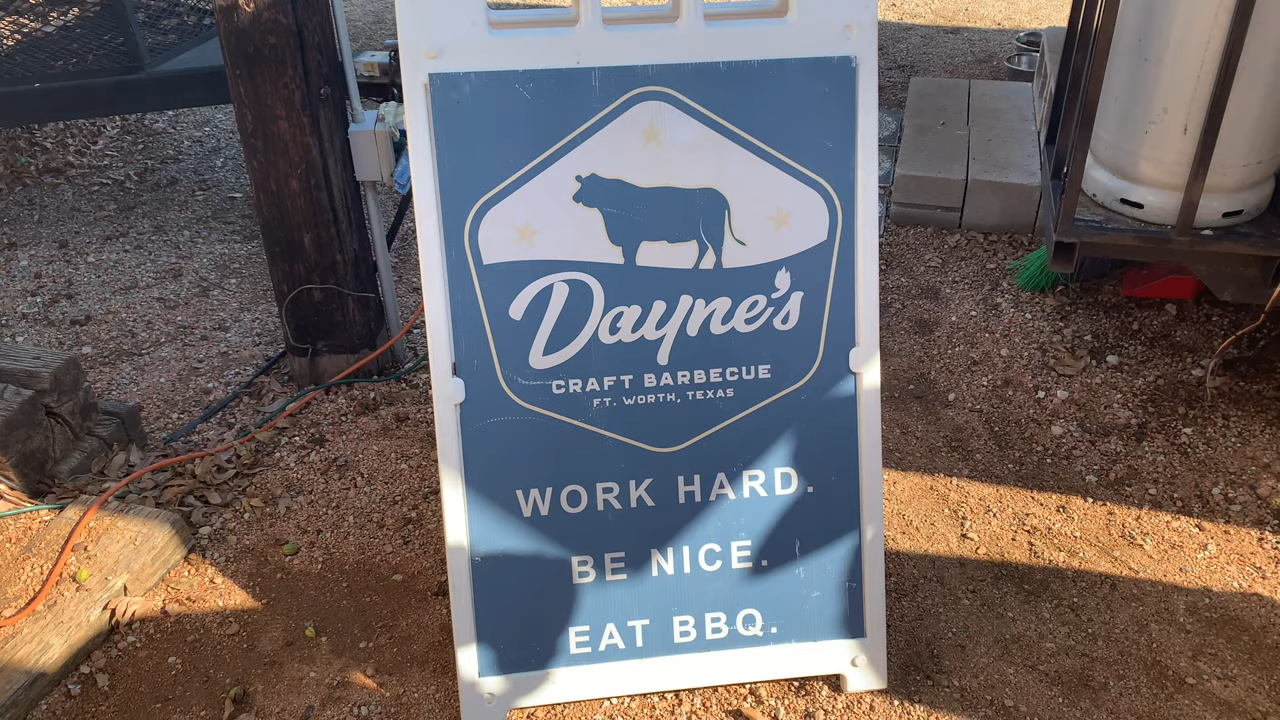 Dayne's
CRAFT BARBECUE
FT. WORTH, TEXAS
WORK HARD.
BE NICE.
EAT BBQ.